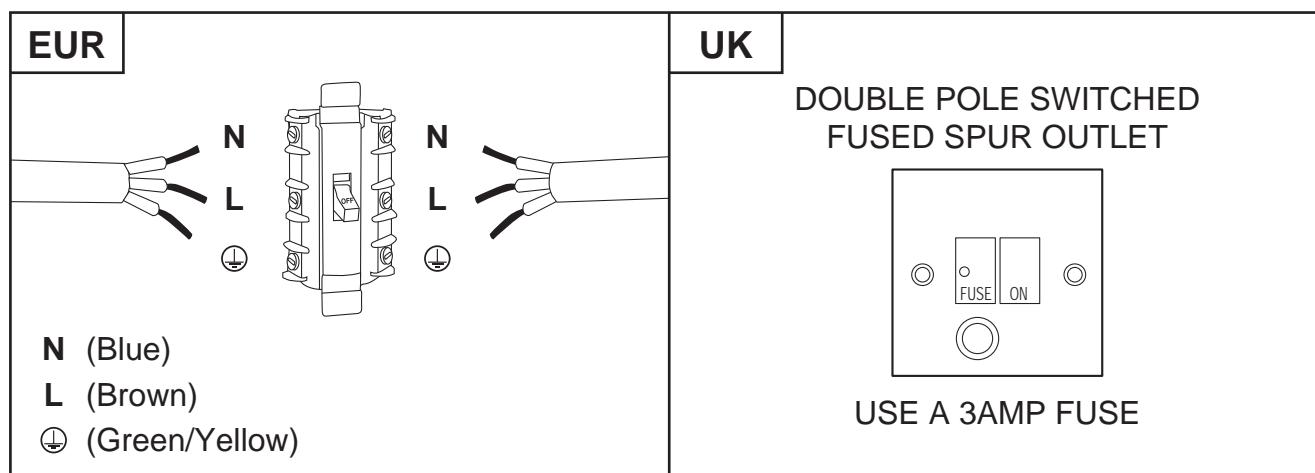 EUR
N
N
L
OFF
L
N (Blue)
L (Brown)
(Green/Yellow)
UK
DOUBLE POLE SWITCHED
FUSED SPUR OUTLET
FUSE ON
USE A 3AMP FUSE